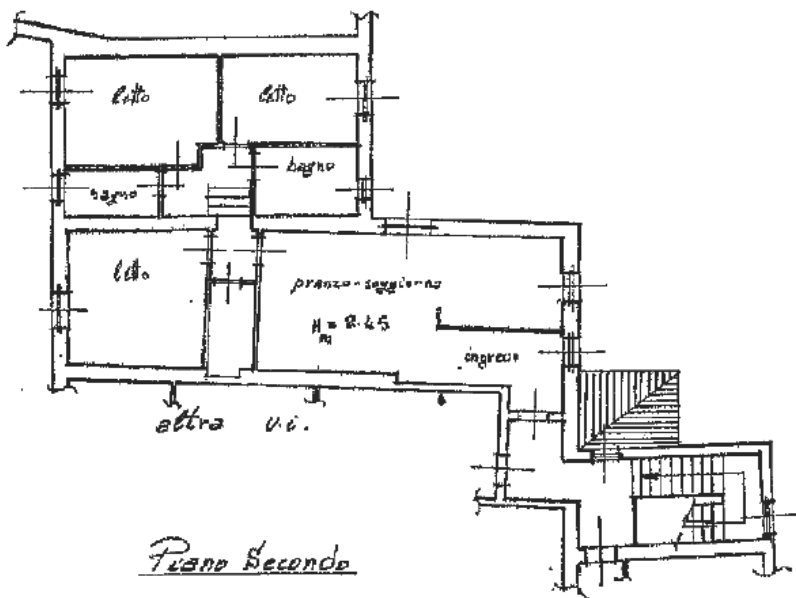 letto
letto
bagno
bagno
letto
pranzo-soggiorno
H= 2.45
m
ingresso
altra u.i.
Piano Secondo